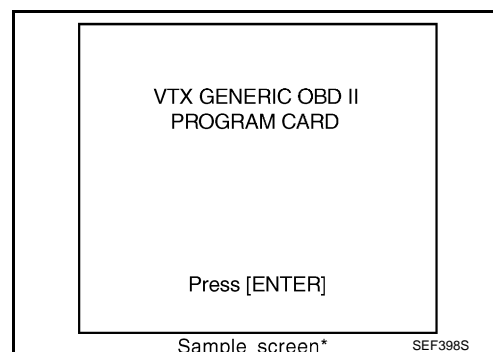 VTX GENERIC OBD II
PROGRAM CARD
Press [ENTER]
Sample screen*
SEF398S